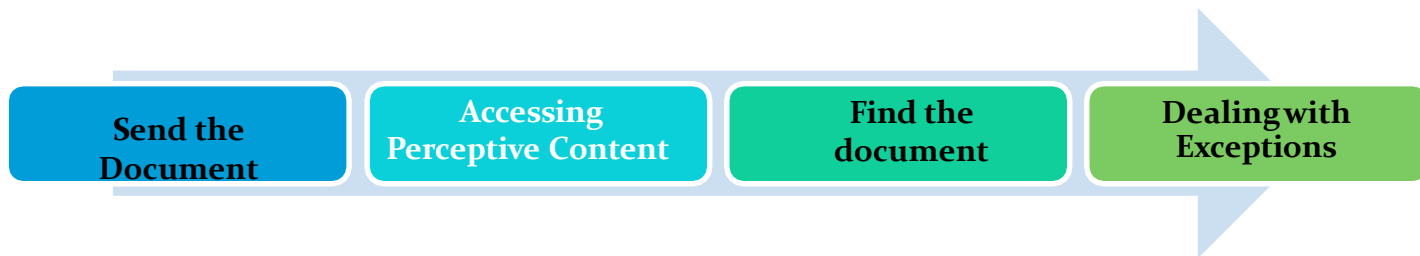 Send the
Document
Accessing
Perceptive Content
Find the
document
Dealing with
Exceptions